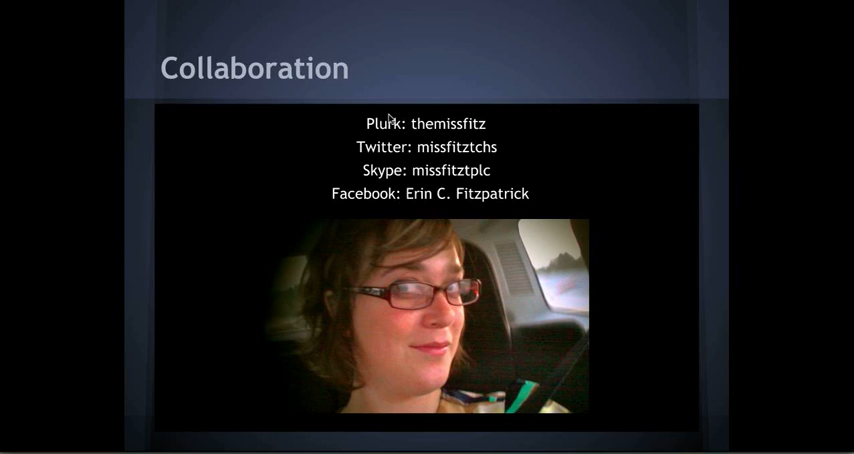 Collaboration
Plurk: themissfitz
Twitter: missfitztchs
Skype: missfitztplc
Facebook: Erin C. Fitzpatrick